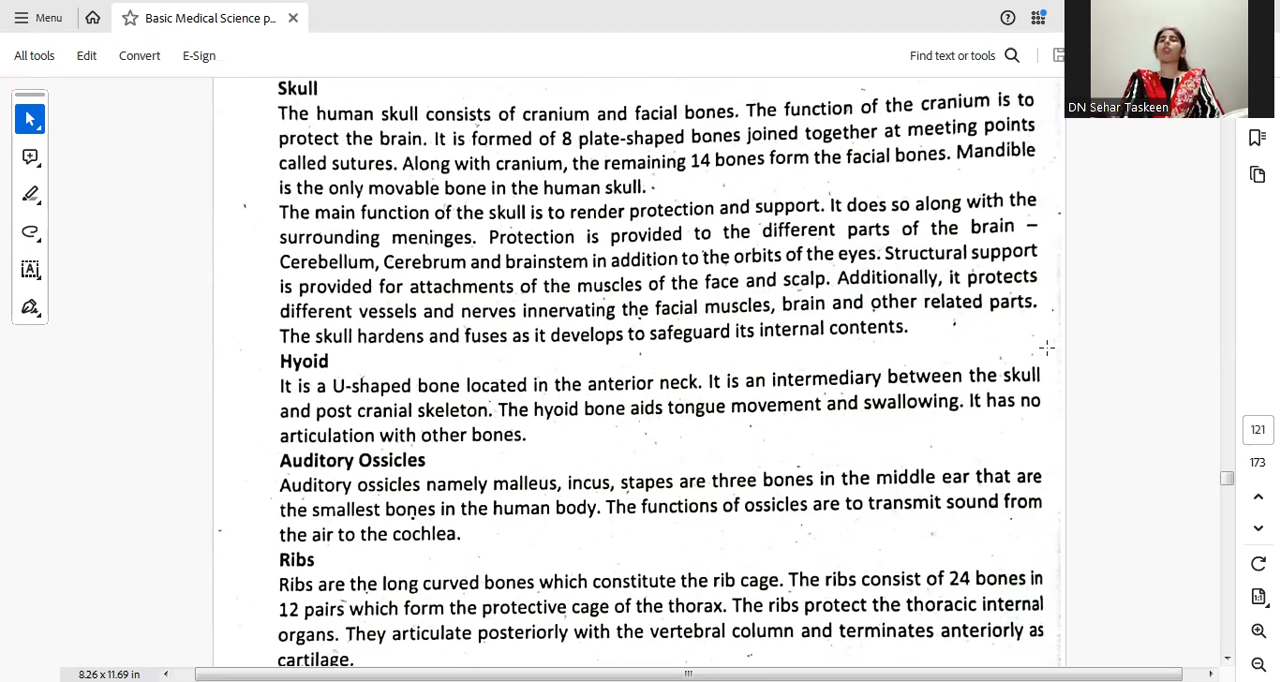 Menu
Basic Medical Science p...
All tools
Edit
Convert
E-Sign
Find text or tools
DN Sehar Taskeen
Skull
The human skull consists of cranium and facial bones. The function of the cranium is to
protect the brain. It is formed of 8 plate-shaped bones joined together at meeting points
called sutures. Along with cranium, the remaining 14 bones form the facial bones. Mandible
is the only movable bone in the human skull.
The main function of the skull is to render protection and support. It does so along with the
surrounding meninges. Protection is provided to the different parts of the brain –
Cerebellum, Cerebrum and brainstem in addition to the orbits of the eyes. Structural support
is provided for attachments of the muscles of the face and scalp. Additionally, it protects
different vessels and nerves innervating the facial muscles, brain and other related parts.
The skull hardens and fuses as it develops to safeguard its internal contents.
Hyoid
It is a U-shaped bone located in the anterior neck. It is an intermediary between the skull
and post cranial skeleton. The hyoid bone aids tongue movement and swallowing. It has no
articulation with other bones.
Auditory Ossicles
Auditory ossicles namely malleus, incus, stapes are three bones in the middle ear that are
the smallest bones in the human body. The functions of ossicles are to transmit sound from
the air to the cochlea.
Ribs
Ribs are the long curved bones which constitute the rib cage. The ribs consist of 24 bones in
12 pairs which form the protective cage of the thorax. The ribs protect the thoracic internal
organs. They articulate posteriorly with the vertebral column and terminates anteriorly as
cartilage.
121
173
8.26 x 11.69 in